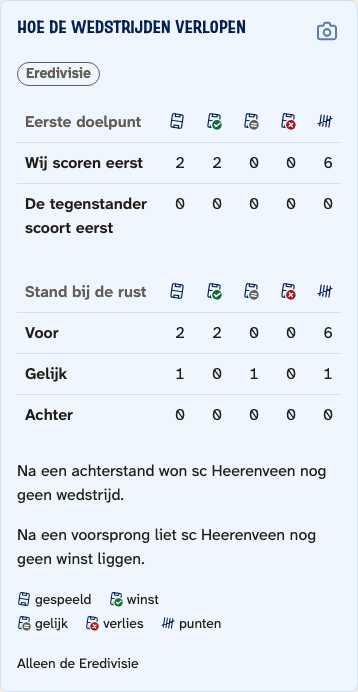 HOE DE WEDSTRIJDEN VERLOPEN
Eredivisie
Eerste doelpunt
Wij scoren eerst 2 2 0 0 6
De tegenstander 0 0 0 0 0
scoort eerst
Stand bij de rust
Voor 2 2 0 0 6
Gelijk 1 0 1 0 1
Achter 0 0 0 0 0
Na een achterstand won sc Heerenveen nog
geen wedstrijd.
Na een voorsprong liet sc Heerenveen nog
geen winst liggen.
gespeeld winst
gelijk verlies punten
Alleen de Eredivisie